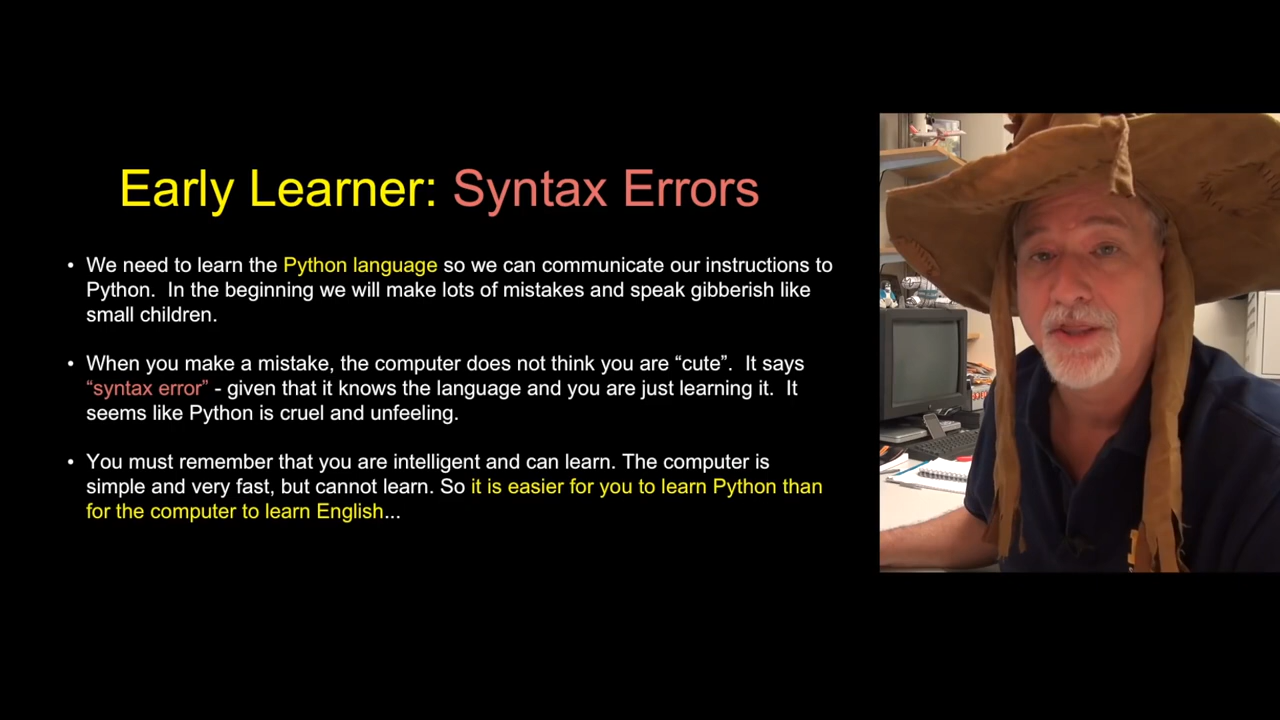 Early Learner: Syntax Errors
• We need to learn the Python language so we can communicate our instructions to
Python.  In the beginning we will make lots of mistakes and speak gibberish like
small children.
• When you make a mistake, the computer does not think you are “cute”.  It says
“syntax error” - given that it knows the language and you are just learning it.  It
seems like Python is cruel and unfeeling.
• You must remember that you are intelligent and can learn. The computer is
simple and very fast, but cannot learn. So it is easier for you to learn Python than
for the computer to learn English...